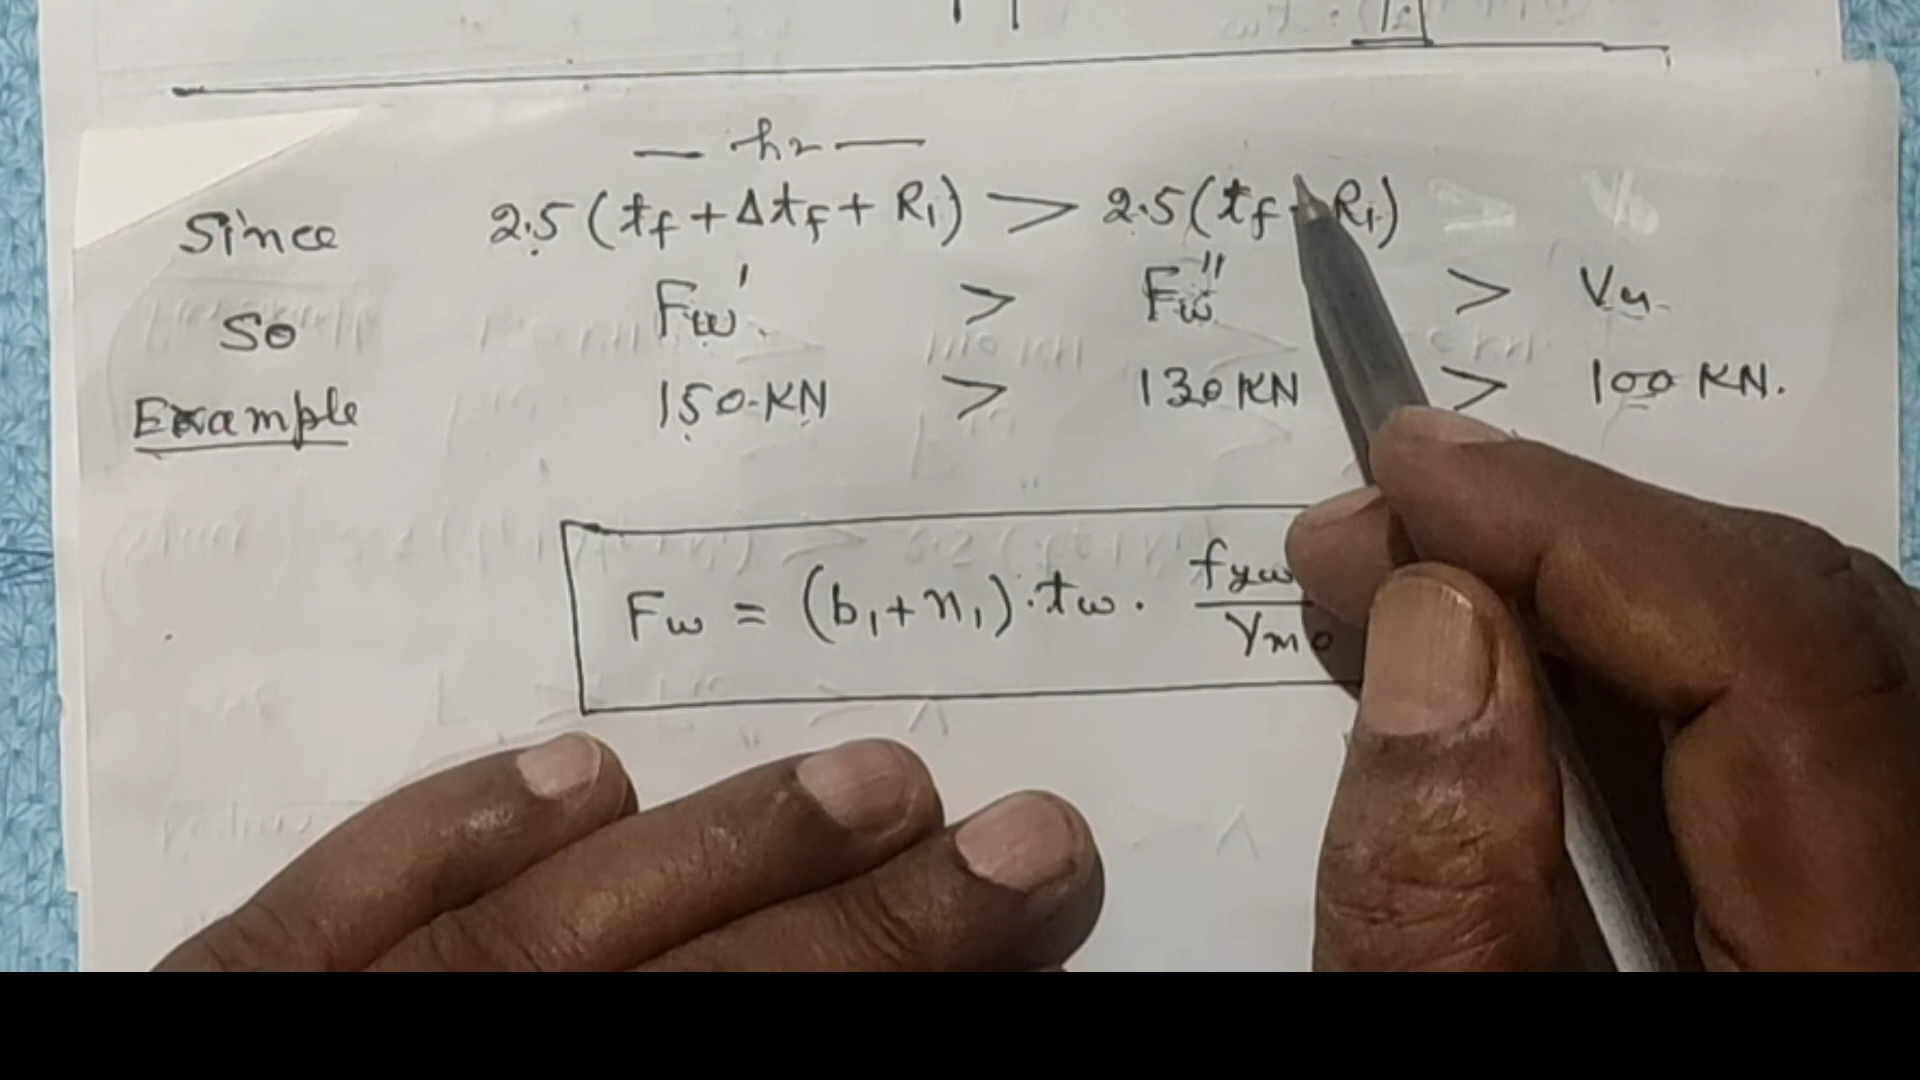 — h2 —
Since 2.5 (tf + Δtf + R1) > 2.5 (tf + R1)
So Fw' > Fw'' > Vu
Example 150 KN > 130 KN > 100 KN.
Fw = (b1 + n1) · tw · fyw / γmo